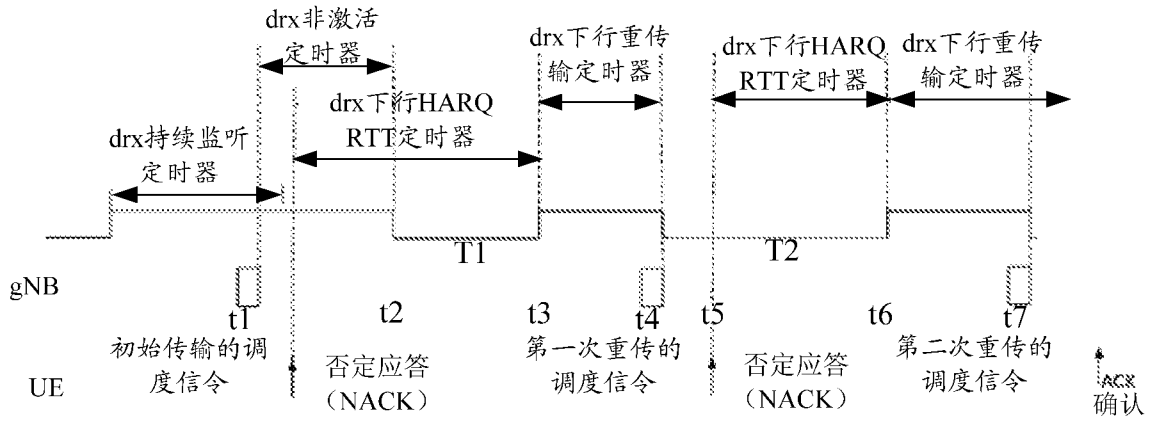 drx非激活
定时器
drx下行重传
输定时器
drx下行HARQ
RTT定时器
drx下行重传
输定时器
drx下行HARQ
RTT定时器
drx持续监听
定时器
T1
T2
gNB
t1
t2
t3
t4
t5
t6
t7
初始传输的调
度信令
否定应答
（NACK）
第一次重传的
调度信令
否定应答
（NACK）
第二次重传的
调度信令
UE
ACK
确认